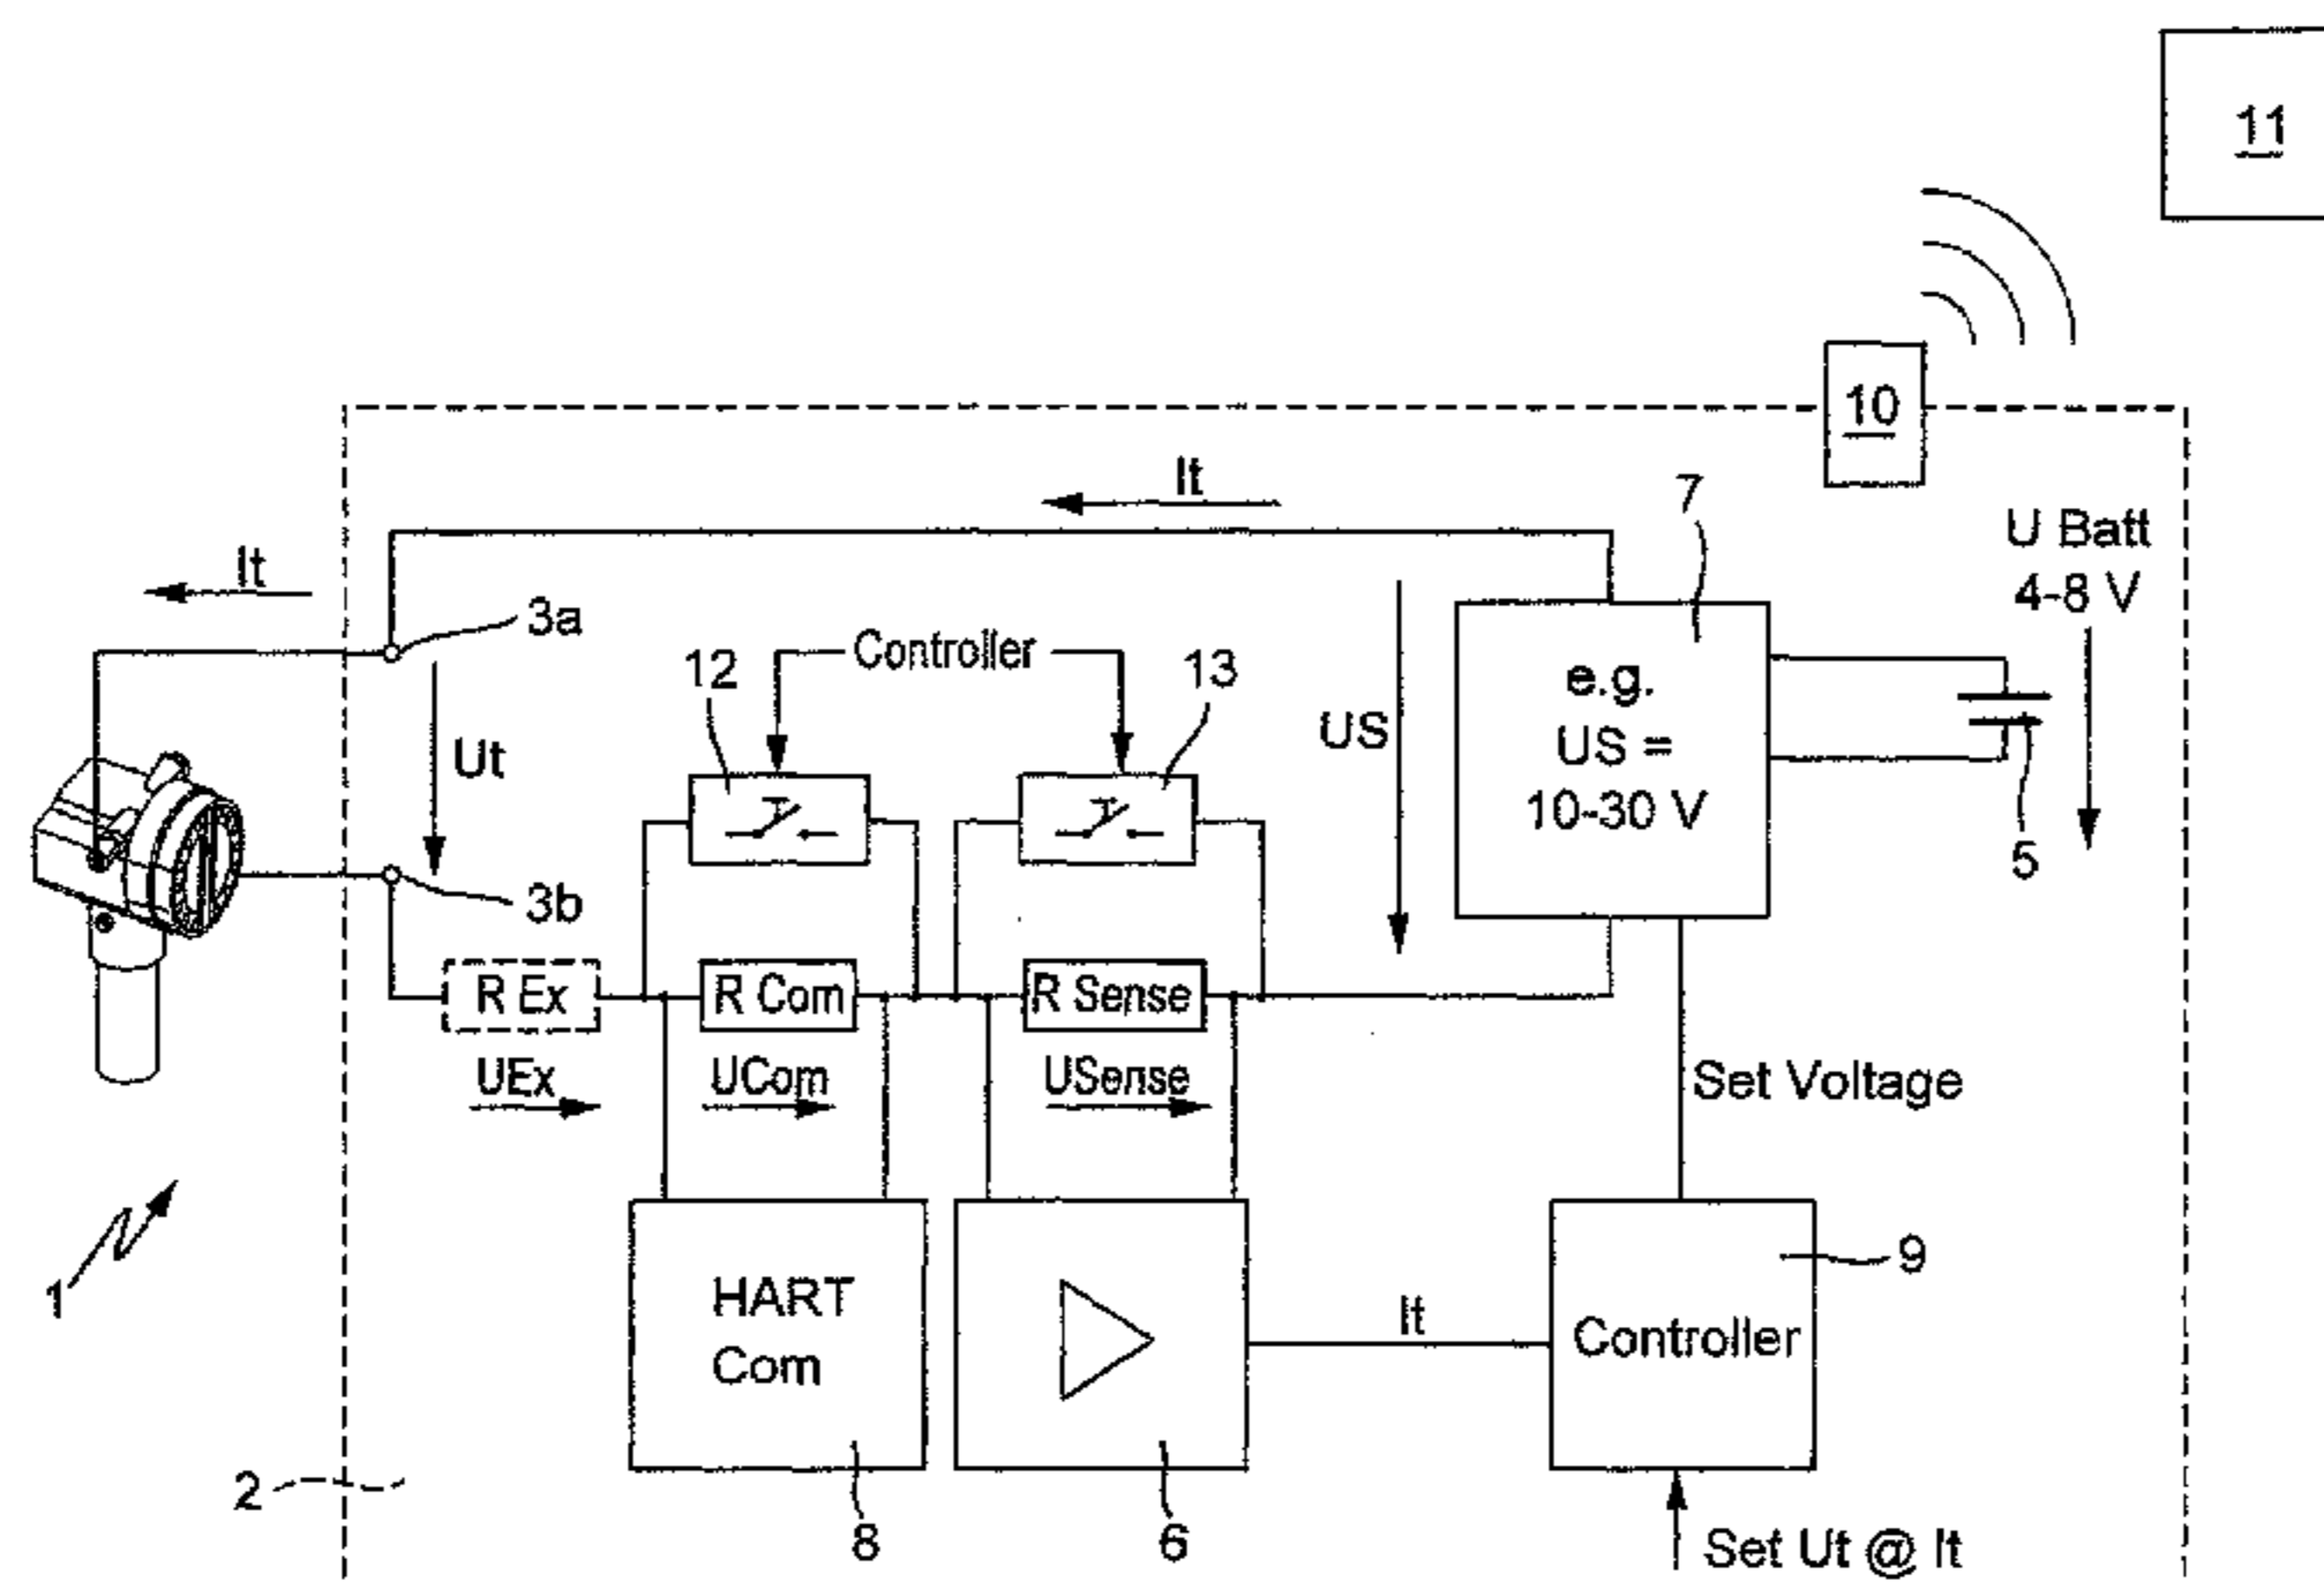 11
10
It
7
U Batt
4-8 V
It
3a
Controller
12
13
e.g.
US =
10-30 V
US
Ut
5
3b
R Ex
R Com
R Sense
UEx
UCom
USense
Set Voltage
1
HART
Com
It
Controller
9
2
8
6
Set Ut @ It